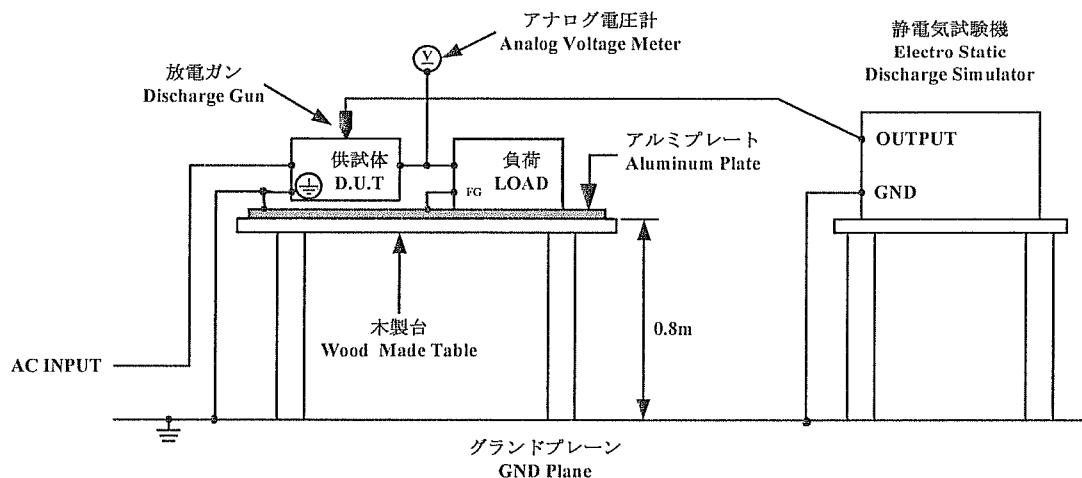 アナログ電圧計
Analog Voltage Meter
静電気試験機
Electro Static
Discharge Simulator
放電ガン
Discharge Gun
V
供試体
D.U.T
負荷
LOAD
FG
アルミプレート
Aluminum Plate
OUTPUT
GND
木製台
Wood Made Table
0.8m
AC INPUT
グランドプレーン
GND Plane